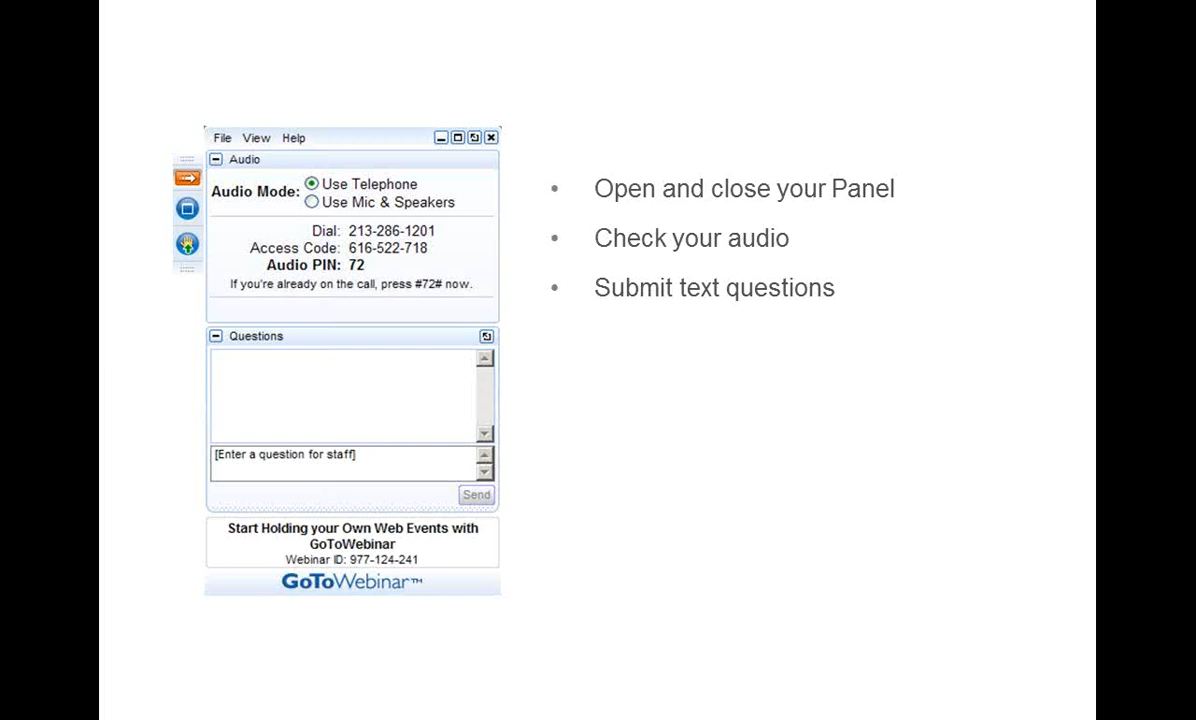 File View Help
Audio
Audio Mode: Use Telephone
Use Mic & Speakers
Dial: 213-286-1201
Access Code: 616-522-718
Audio PIN: 72
If you're already on the call, press #72# now.
Questions
[Enter a question for staff]
Send
Start Holding your Own Web Events with
GoToWebinar
Webinar ID: 977-124-241
GoToWebinar™
• Open and close your Panel
• Check your audio
• Submit text questions